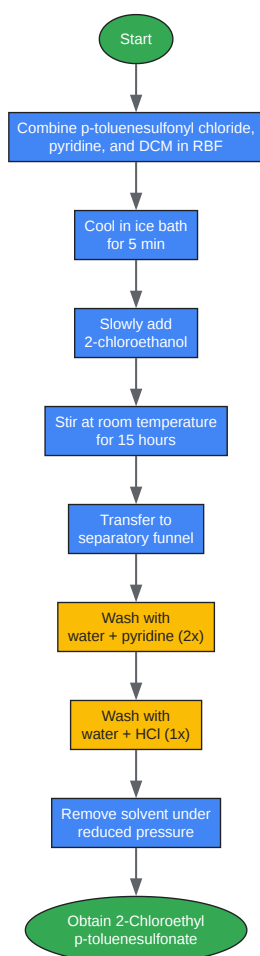 Start
Combine p-toluenesulfonyl chloride,
pyridine, and DCM in RBF
Cool in ice bath
for 5 min
Slowly add
2-chloroethanol
Stir at room temperature
for 15 hours
Transfer to
separatory funnel
Wash with
water + pyridine (2x)
Wash with
water + HCl (1x)
Remove solvent under
reduced pressure
Obtain 2-Chloroethyl
p-toluenesulfonate